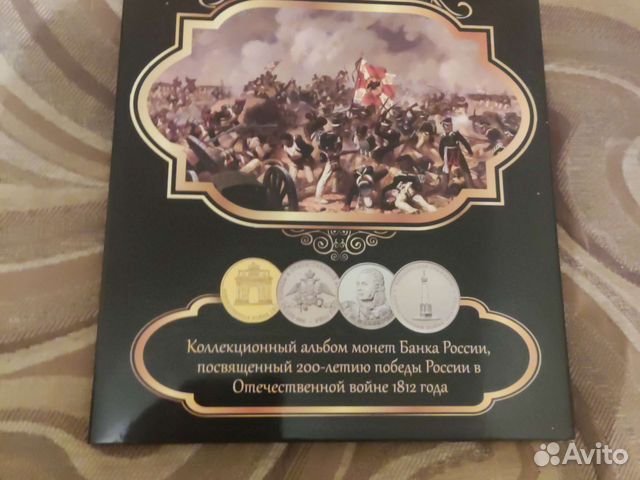 Коллекционный альбом монет Банка России,
посвященный 200-летию победы России в
Отечественной войне 1812 года
Avito